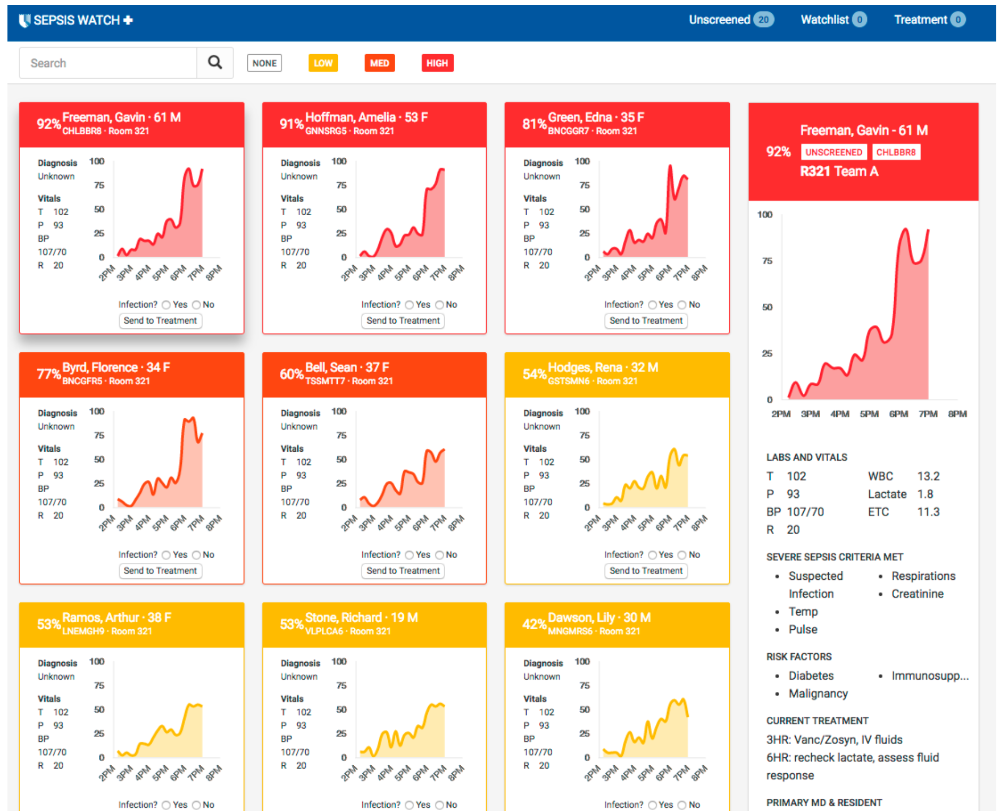 SEPSIS WATCH
Unscreened 20 Watchlist 0 Treatment 0
Search
NONE LOW MED HIGH
92% Freeman, Gavin · 61 M
CHLBBR8 · Room 321
Diagnosis
Unknown
Vitals
T 102
P 93
BP
107/70
R 20
100
75
50
25
0
2PM 3PM 4PM 5PM 6PM 7PM 8PM
Infection? Yes No
Send to Treatment
91% Hoffman, Amelia · 53 F
GNNSRG5 · Room 321
Diagnosis
Unknown
Vitals
T 102
P 93
BP
107/70
R 20
100
75
50
25
0
2PM 3PM 4PM 5PM 6PM 7PM 8PM
Infection? Yes No
Send to Treatment
81% Green, Edna · 35 F
BNCGGR7 · Room 321
Diagnosis
Unknown
Vitals
T 102
P 93
BP
107/70
R 20
100
75
50
25
0
2PM 3PM 4PM 5PM 6PM 7PM 8PM
Infection? Yes No
Send to Treatment
77% Byrd, Florence · 34 F
BNCGFR5 · Room 321
Diagnosis
Unknown
Vitals
T 102
P 93
BP
107/70
R 20
100
75
50
25
0
2PM 3PM 4PM 5PM 6PM 7PM 8PM
Infection? Yes No
Send to Treatment
60% Bell, Sean · 37 F
TSSMTT7 · Room 321
Diagnosis
Unknown
Vitals
T 102
P 93
BP
107/70
R 20
100
75
50
25
0
2PM 3PM 4PM 5PM 6PM 7PM 8PM
Infection? Yes No
Send to Treatment
54% Hodges, Rena · 32 M
GSTSMN6 · Room 321
Diagnosis
Unknown
Vitals
T 102
P 93
BP
107/70
R 20
100
75
50
25
0
2PM 3PM 4PM 5PM 6PM 7PM 8PM
Infection? Yes No
Send to Treatment
53% Ramos, Arthur · 38 F
LNEMGH9 · Room 321
Diagnosis
Unknown
Vitals
T 102
P 93
BP
107/70
R 20
100
75
50
25
0
2PM 3PM 4PM 5PM 6PM 7PM 8PM
Infection? Yes No
53% Stone, Richard · 19 M
VLPLCA6 · Room 321
Diagnosis
Unknown
Vitals
T 102
P 93
BP
107/70
R 20
100
75
50
25
0
2PM 3PM 4PM 5PM 6PM 7PM 8PM
Infection? Yes No
42% Dawson, Lily · 30 M
MNGMRS6 · Room 321
Diagnosis
Unknown
Vitals
T 102
P 93
BP
107/70
R 20
100
75
50
25
0
2PM 3PM 4PM 5PM 6PM 7PM 8PM
Infection? Yes No
Freeman, Gavin - 61 M
92% UNSCREENED CHLBBR8
R321 Team A
100
75
50
25
0
2PM 3PM 4PM 5PM 6PM 7PM 8PM
LABS AND VITALS
T 102 WBC 13.2
P 93 Lactate 1.8
BP 107/70 ETC 11.3
R 20
SEVERE SEPSIS CRITERIA MET
• Suspected • Respirations
Infection • Creatinine
• Temp
• Pulse
RISK FACTORS
• Diabetes • Immunosupp...
• Malignancy
CURRENT TREATMENT
3HR: Vanc/Zosyn, IV fluids
6HR: recheck lactate, assess fluid
response
PRIMARY MD & RESIDENT